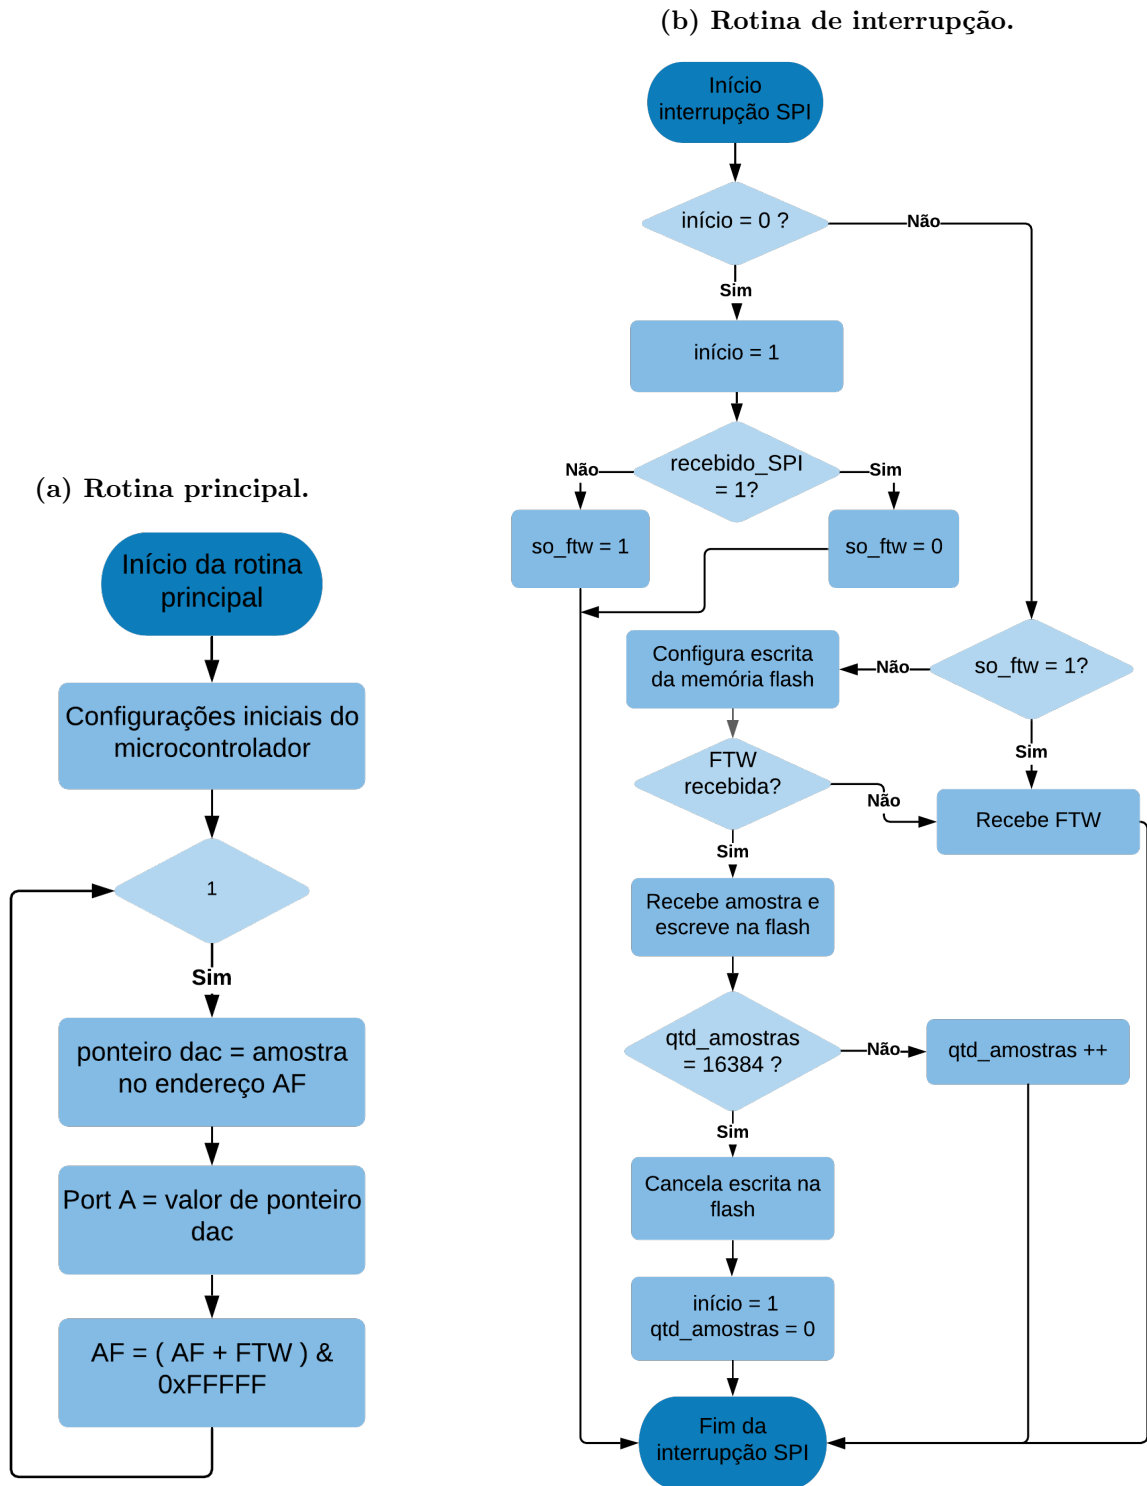 (b) Rotina de interrupção.
Início
interrupção SPI
início = 0 ?
Não
Sim
início = 1
recebido_SPI
= 1?
Não
Sim
so_ftw = 1
so_ftw = 0
so_ftw = 1?
Não
Sim
Configura escrita
da memória flash
FTW
recebida?
Não
Sim
Recebe FTW
Recebe amostra e
escreve na flash
qtd_amostras
= 16384 ?
Não
qtd_amostras ++
Sim
Cancela escrita na
flash
início = 1
qtd_amostras = 0
Fim da
interrupção SPI
(a) Rotina principal.
Início da rotina
principal
Configurações iniciais do
microcontrolador
1
Sim
ponteiro dac = amostra
no endereço AF
Port A = valor de ponteiro
dac
AF = ( AF + FTW ) &
0xFFFFF